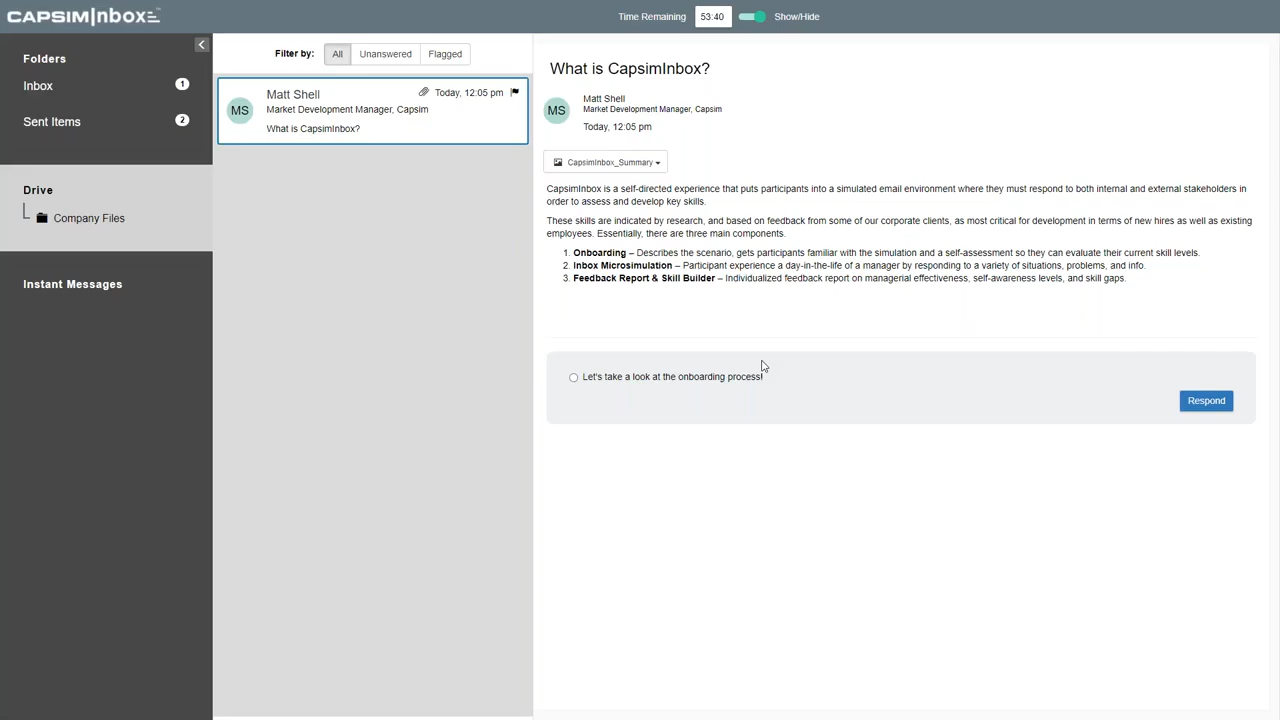 CAPSIM|nbox™
Time Remaining 53:40 Show/Hide
Folders
Inbox 1
Sent Items 2
Drive
Company Files
Instant Messages
Filter by: All Unanswered Flagged
MS
Matt Shell Today, 12:05 pm
Market Development Manager, Capsim
What is CapsimInbox?
What is CapsimInbox?
MS
Matt Shell
Market Development Manager, Capsim
Today, 12:05 pm
CapsimInbox_Summary
CapsimInbox is a self-directed experience that puts participants into a simulated email environment where they must respond to both internal and external stakeholders in
order to assess and develop key skills.
These skills are indicated by research, and based on feedback from some of our corporate clients, as most critical for development in terms of new hires as well as existing
employees. Essentially, there are three main components.
1. Onboarding – Describes the scenario, gets participants familiar with the simulation and a self-assessment so they can evaluate their current skill levels.
2. Inbox Microsimulation – Participant experience a day-in-the-life of a manager by responding to a variety of situations, problems, and info.
3. Feedback Report & Skill Builder – Individualized feedback report on managerial effectiveness, self-awareness levels, and skill gaps.
Let's take a look at the onboarding process!
Respond